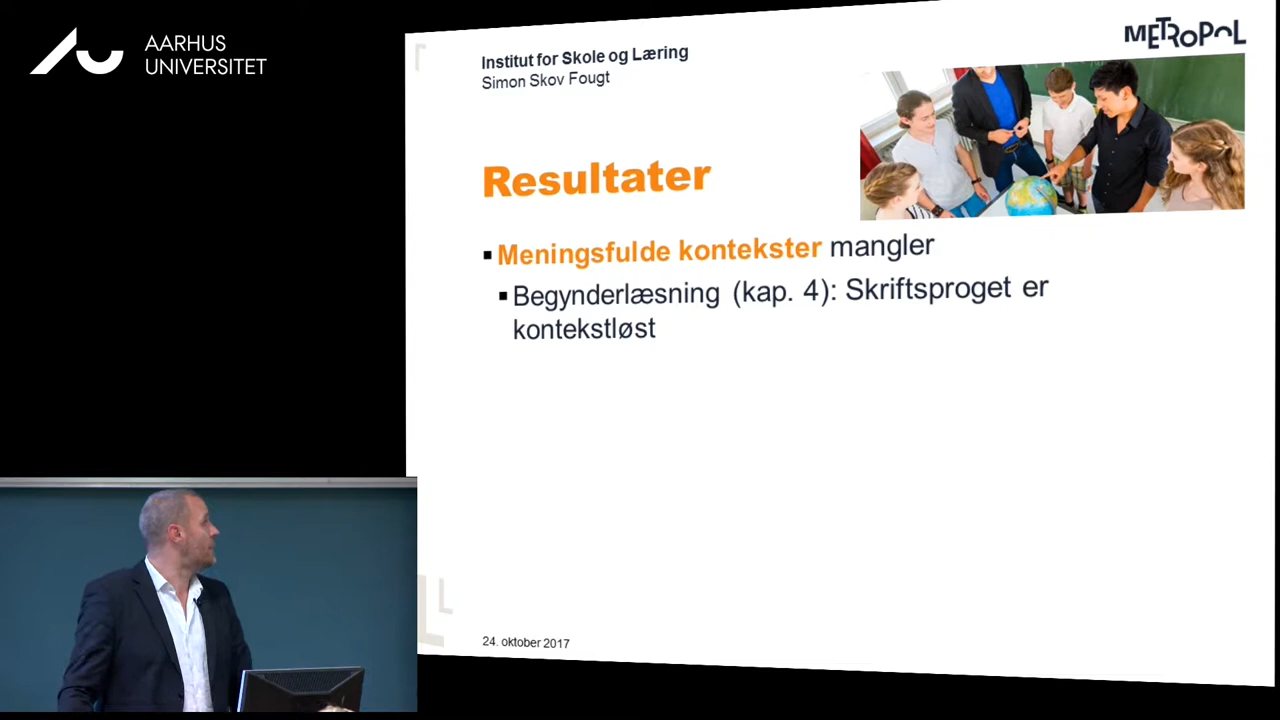 AARHUS
UNIVERSITET
METROPOL
Institut for Skole og Læring
Simon Skov Fougt
Resultater
Meningsfulde kontekster mangler
Begynderlæsning (kap. 4): Skriftsproget er
kontekstløst
24. oktober 2017